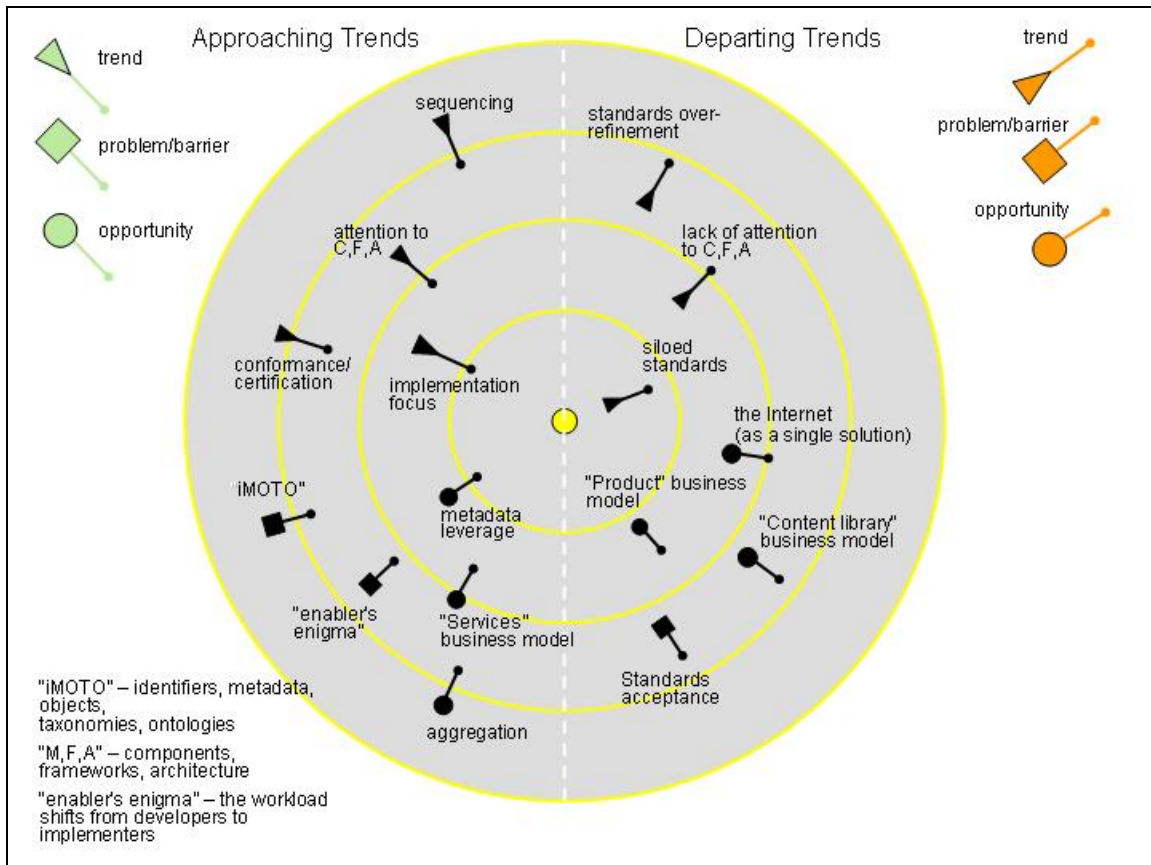 Approaching Trends
Departing Trends
trend
problem/barrier
opportunity
trend
problem/barrier
opportunity
sequencing
standards over-
refinement
attention to
C,F,A
lack of attention
to C,F,A
conformance/
certification
implementation
focus
siloed
standards
the Internet
(as a single solution)
"iMOTO"
metadata
leverage
"Product" business
model
"Content library"
business model
"enabler's
enigma"
"Services"
business model
Standards
acceptance
aggregation
"iMOTO" – identifiers, metadata,
objects,
taxonomies, ontologies
"M,F,A" – components,
frameworks, architecture
"enabler's enigma" – the workload
shifts from developers to
implementers